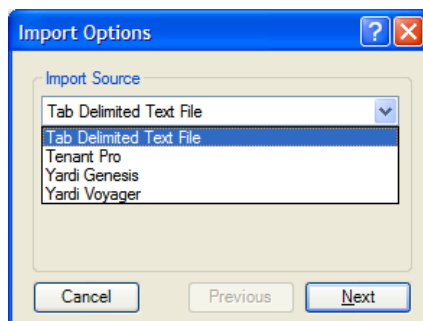 Import Options
Import Source
Tab Delimited Text File
Tab Delimited Text File
Tenant Pro
Yardi Genesis
Yardi Voyager
Cancel Previous Next